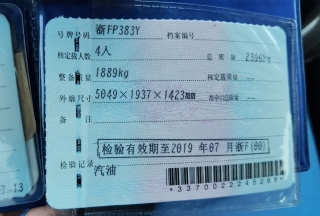 号牌号码 浙FP383Y 档案编号
核定载人数 4人 总质量 2396kg
整备质量 1889kg 核定载质量 --
外廓尺寸 5049×1937×1423mm 准牵引总质量 --
备注
检验有效期至2019年07月浙F(00)
检验记录
汽油
*3370022245269*
13